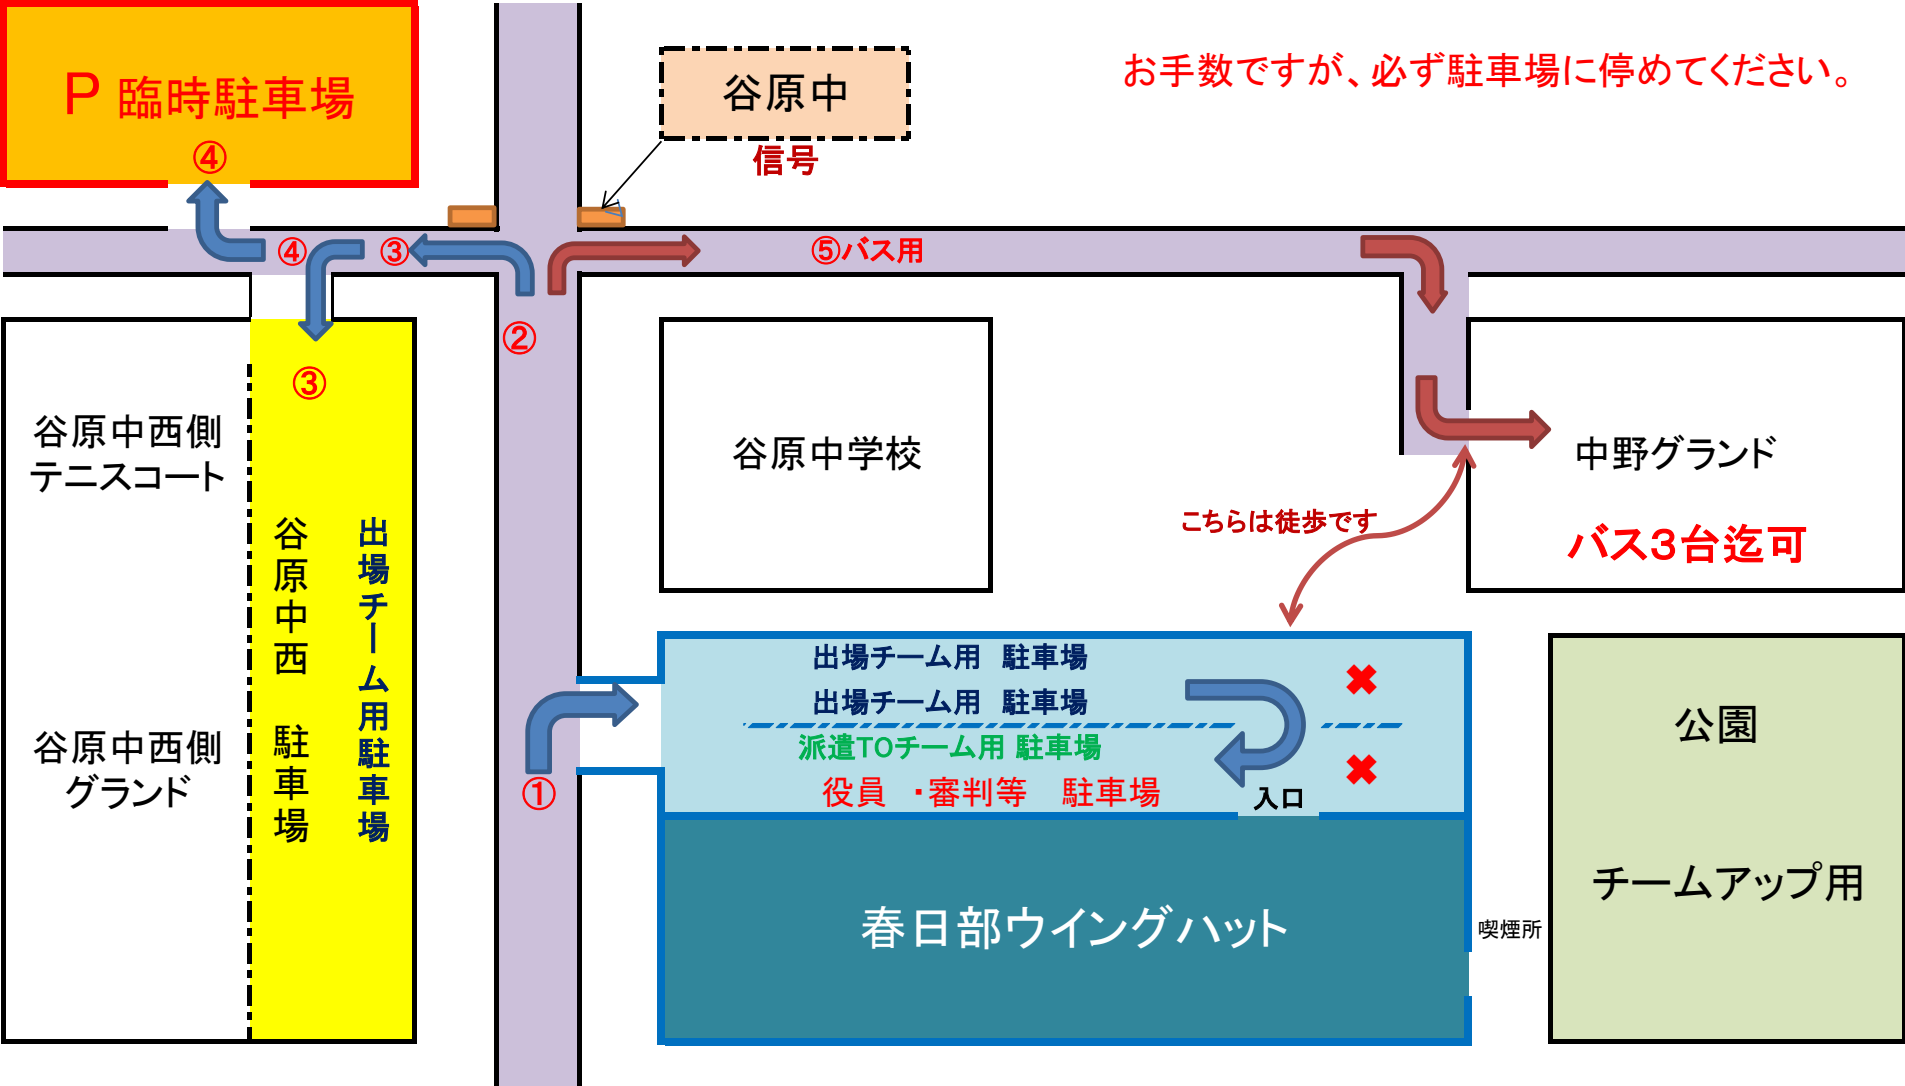 お手数ですが、必ず駐車場に停めてください。
P 臨時駐車場
④
谷原中
信号
④
③
⑤バス用
②
③
谷原中西側
テニスコート
谷原中西　駐車場
出場チーム用駐車場
谷原中西側
グランド
谷原中学校
中野グランド
バス３台迄可
こちらは徒歩です
①
出場チーム用　駐車場
出場チーム用　駐車場
派遣TOチーム用 駐車場
役員　・審判等　駐車場
入口
春日部ウイングハット
喫煙所
公園
チームアップ用